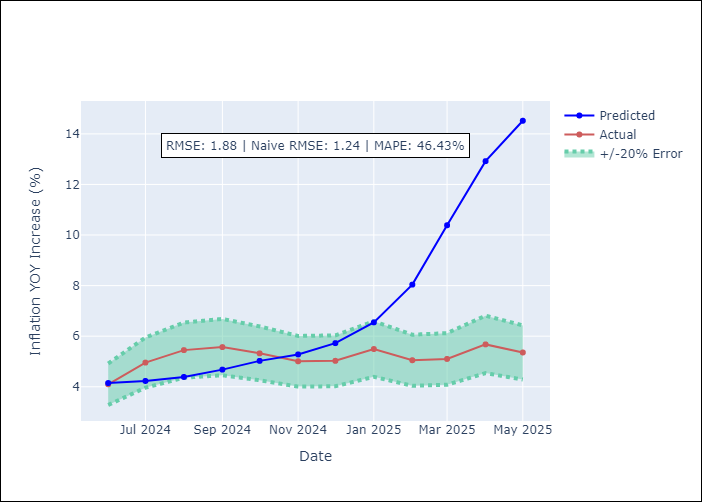 Predicted
Actual
+/-20% Error
RMSE: 1.88 | Naive RMSE: 1.24 | MAPE: 46.43%
Inflation YOY Increase (%)
14
12
10
8
6
4
Jul 2024
Sep 2024
Nov 2024
Jan 2025
Mar 2025
May 2025
Date